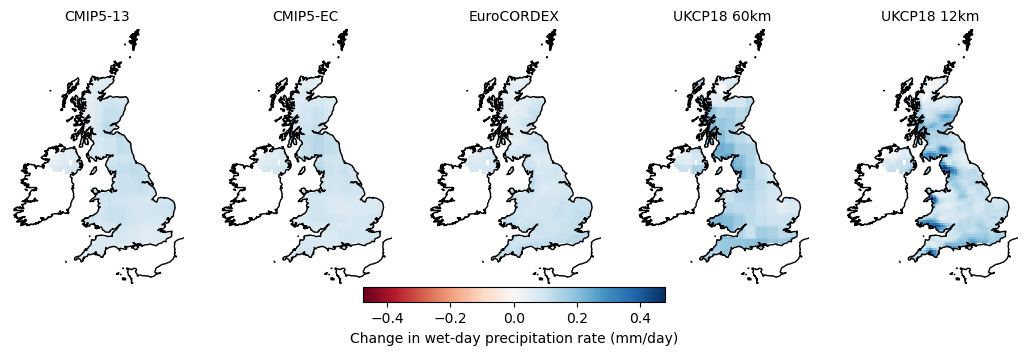 CMIP5-13 CMIP5-EC EuroCORDEX UKCP18 60km UKCP18 12km
−0.4 −0.2 0.0 0.2 0.4
Change in wet-day precipitation rate (mm/day)